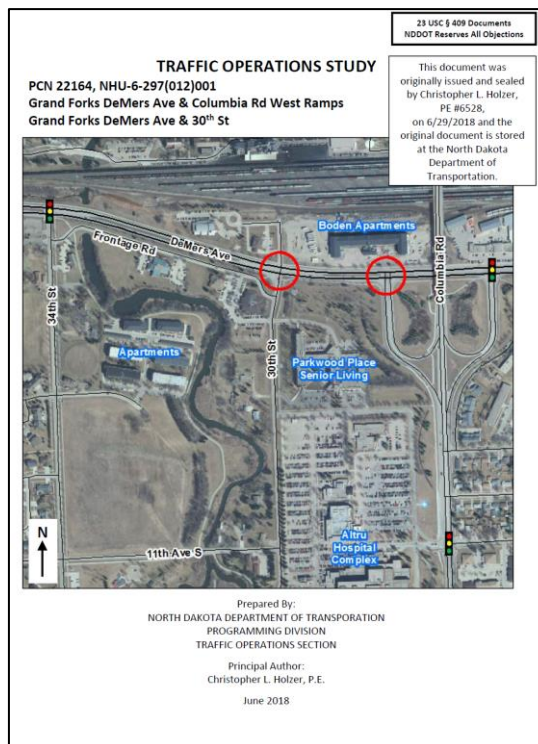 23 USC § 409 Documents
NDDOT Reserves All Objections
TRAFFIC OPERATIONS STUDY
PCN 22164, NHU-6-297(012)001
Grand Forks DeMers Ave & Columbia Rd West Ramps
Grand Forks DeMers Ave & 30th St
This document was
originally issued and sealed
by Christopher L. Holzer,
PE #6528,
on 6/29/2018 and the
original document is stored
at the North Dakota
Department of
Transportation.
Boden Apartments
DeMers Ave
Frontage Rd
Columbia Rd
34th St
30th St
Apartments
Parkwood Place
Senior Living
Altru
Hospital
Complex
11th Ave S
N
Prepared By:
NORTH DAKOTA DEPARTMENT OF TRANSPORATION
PROGRAMMING DIVISION
TRAFFIC OPERATIONS SECTION
Principal Author:
Christopher L. Holzer, P.E.
June 2018